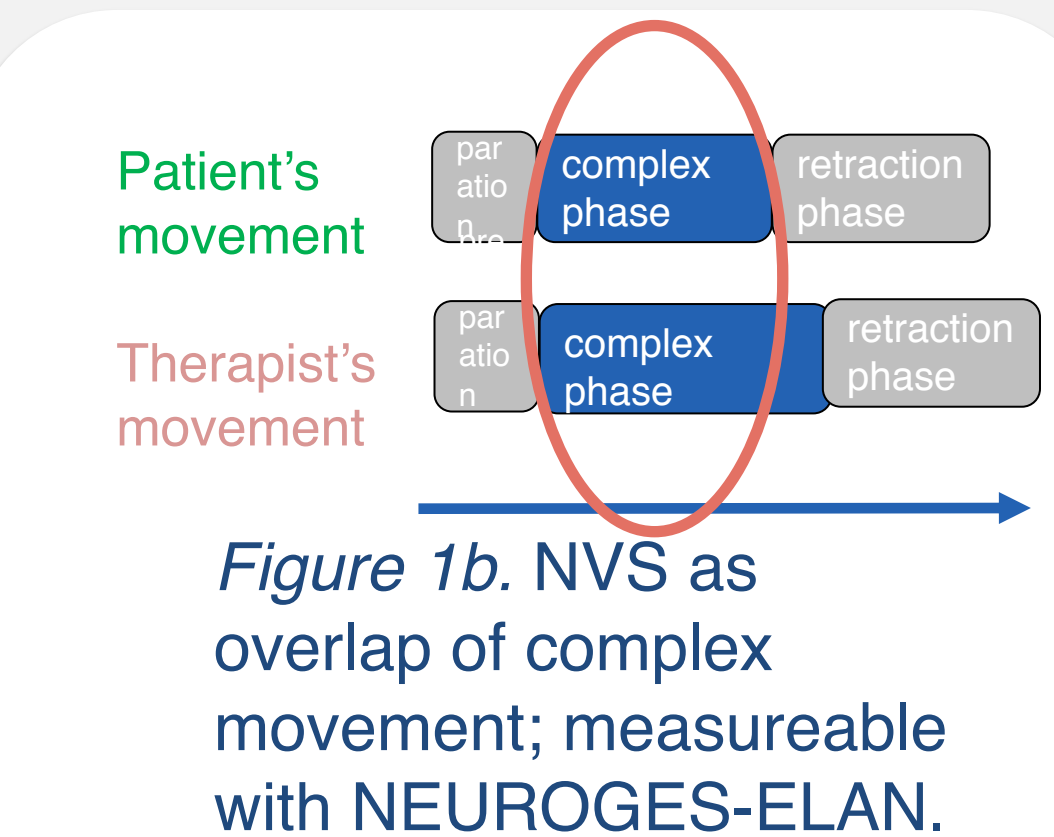 Patient's
movement
par
atio
n
pre
complex
phase
retraction
phase
Therapist's
movement
par
atio
n
complex
phase
retraction
phase
Figure 1b. NVS as
overlap of complex
movement; measureable
with NEUROGES-ELAN.